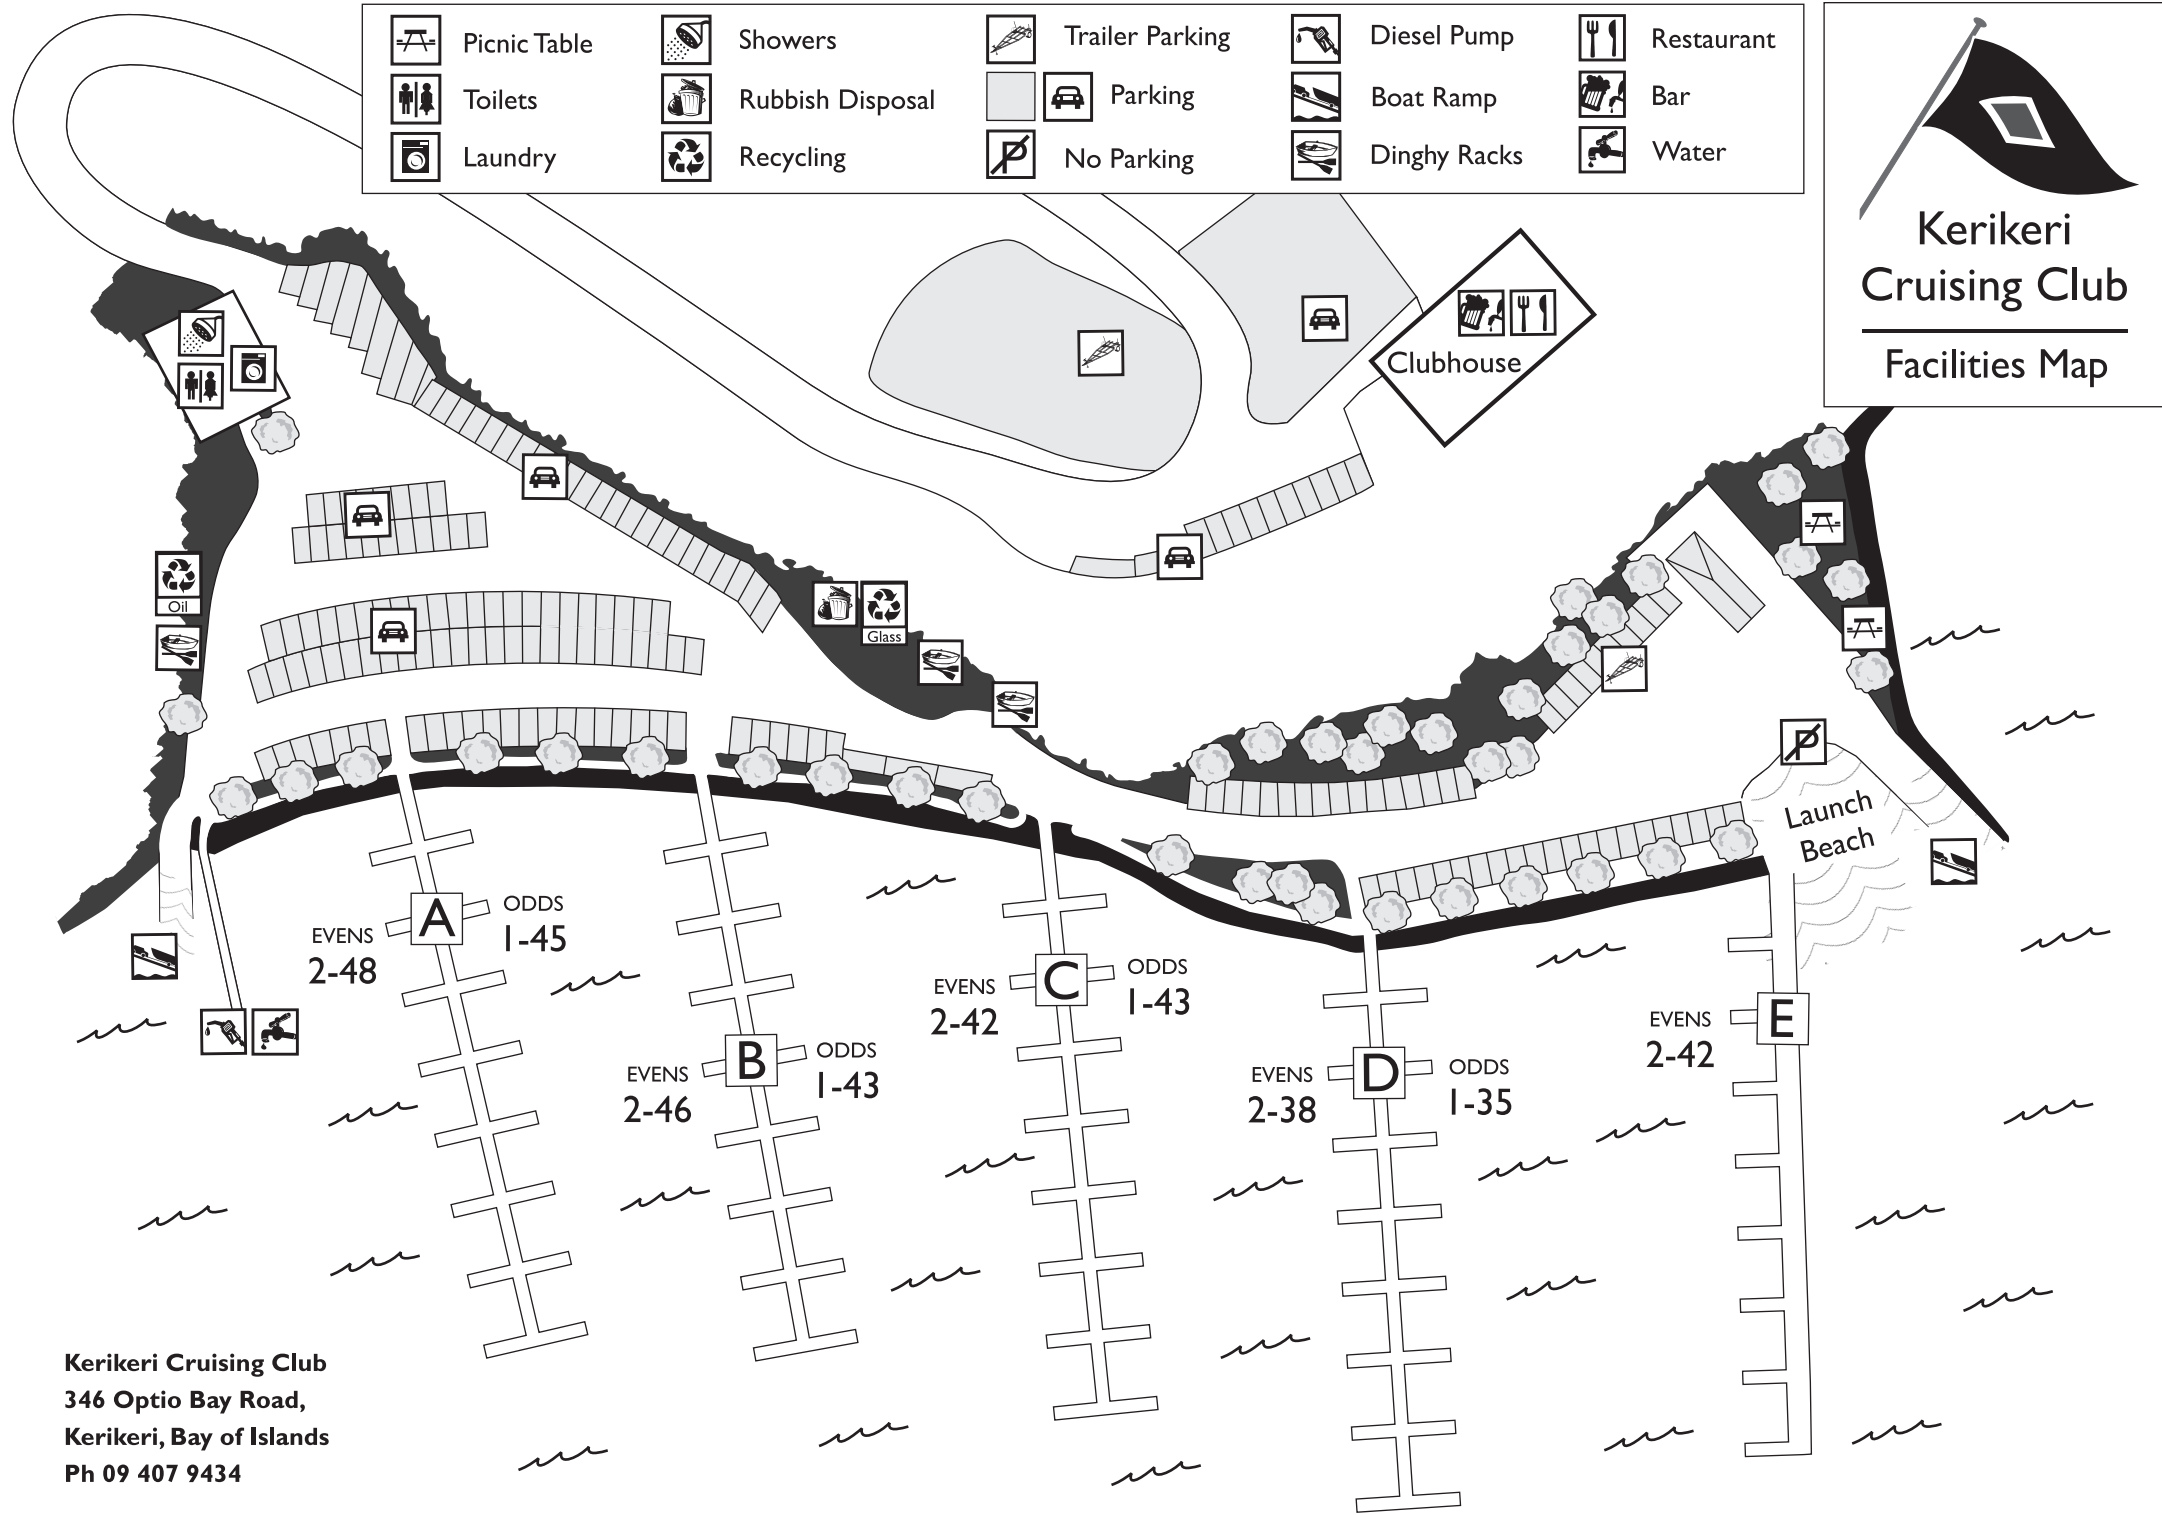 Picnic Table
Toilets
Laundry
Showers
Rubbish Disposal
Recycling
Trailer Parking
Parking
P
No Parking
Diesel Pump
Boat Ramp
Dinghy Racks
Restaurant
Bar
Water
Kerikeri
Cruising Club
Facilities Map
Clubhouse
Oil
Glass
P
Launch
Beach
A
EVENS
2-48
ODDS
1-45
B
EVENS
2-46
ODDS
1-43
C
EVENS
2-42
ODDS
1-43
D
EVENS
2-38
ODDS
1-35
E
EVENS
2-42
Kerikeri Cruising Club
346 Optio Bay Road,
Kerikeri, Bay of Islands
Ph 09 407 9434